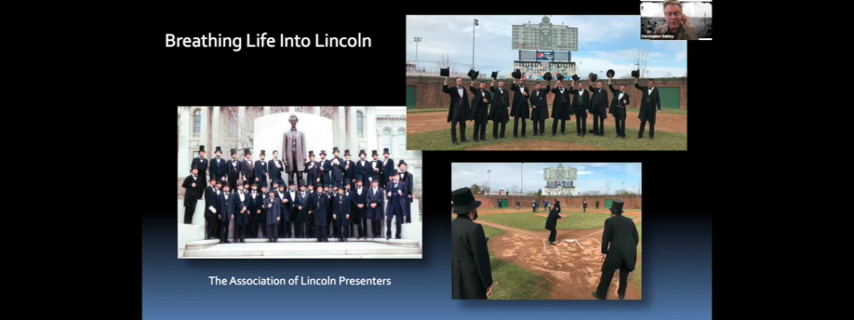 Breathing Life Into Lincoln
The Association of Lincoln Presenters